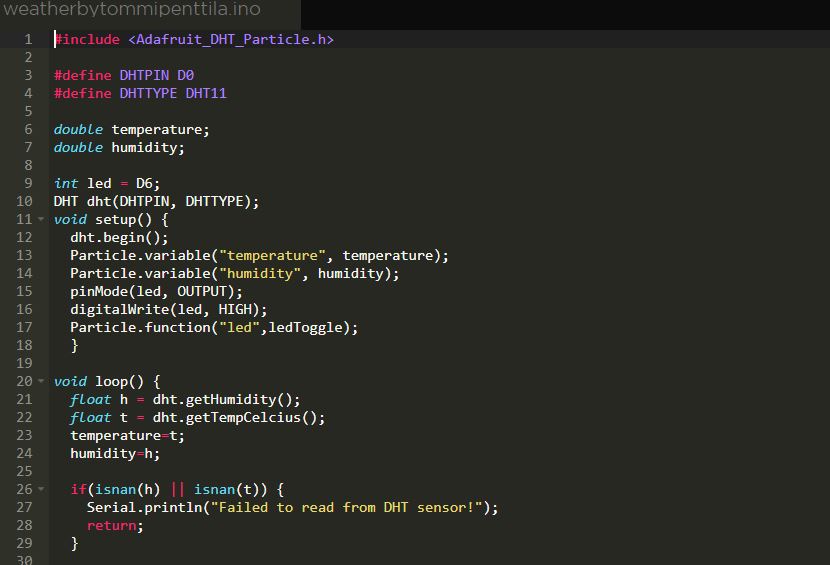 weatherbytommipenttila.ino
1 #include <Adafruit_DHT_Particle.h>
2
3 #define DHTPIN D0
4 #define DHTTYPE DHT11
5
6 double temperature;
7 double humidity;
8
9 int led = D6;
10 DHT dht(DHTPIN, DHTTYPE);
11 void setup() {
12   dht.begin();
13   Particle.variable("temperature", temperature);
14   Particle.variable("humidity", humidity);
15   pinMode(led, OUTPUT);
16   digitalWrite(led, HIGH);
17   Particle.function("led",ledToggle);
18   }
19
20 void loop() {
21   float h = dht.getHumidity();
22   float t = dht.getTempCelcius();
23   temperature=t;
24   humidity=h;
25
26   if(isnan(h) || isnan(t)) {
27     Serial.println("Failed to read from DHT sensor!");
28     return;
29   }
30